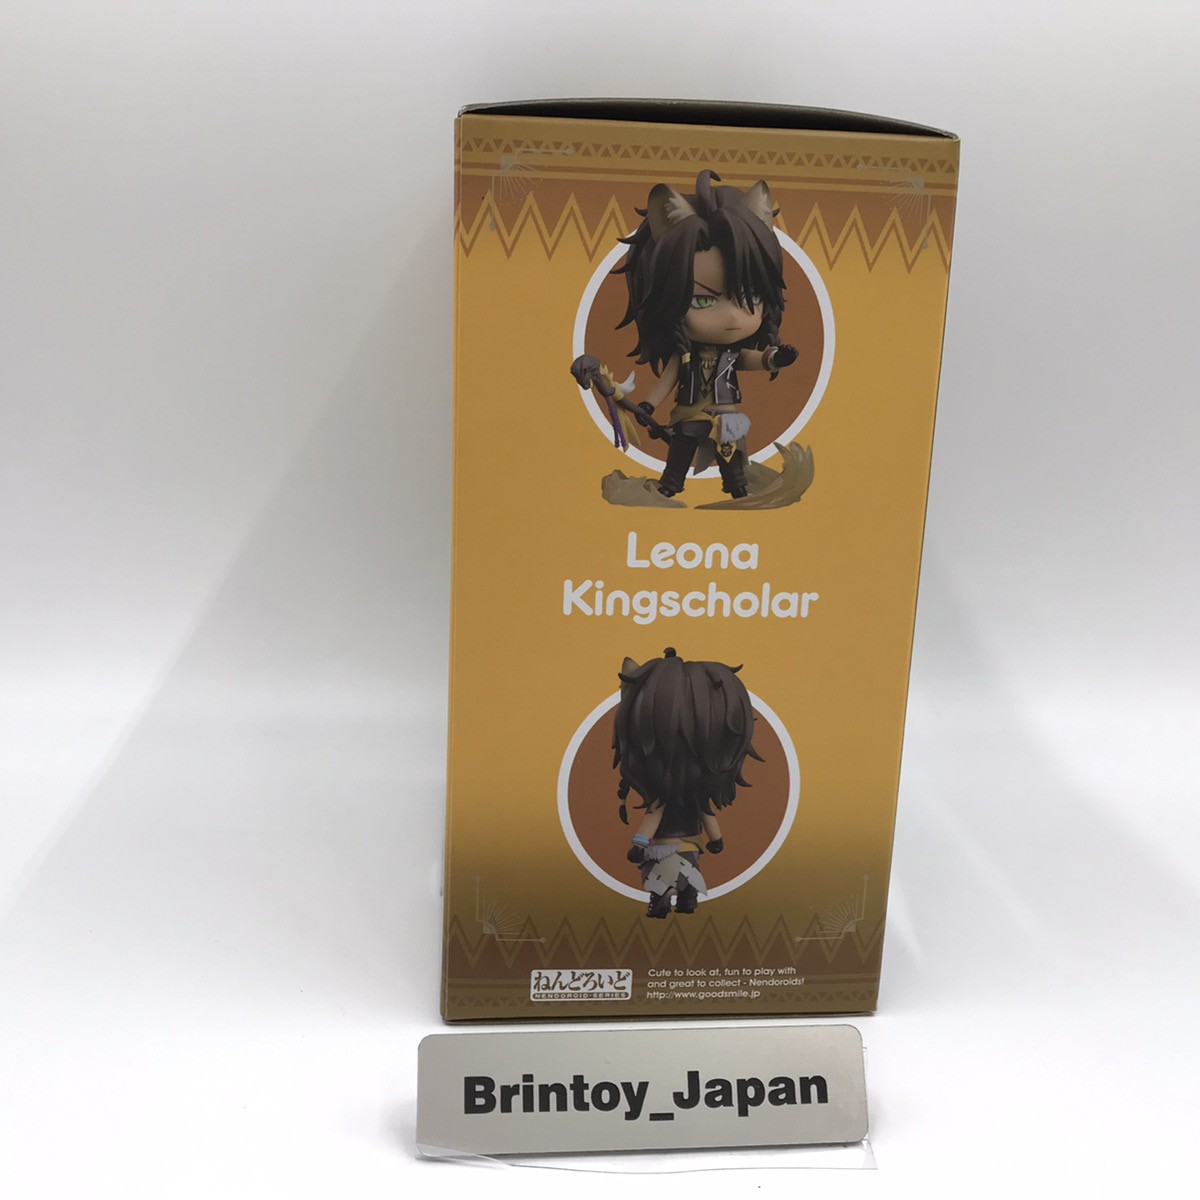 Leona
Kingscholar
ねんどろいど
NENDOROID・SERIES
Cute to look at, fun to play with
and great to collect - Nendoroids!
http://www.goodsmile.jp
Brintoy_Japan